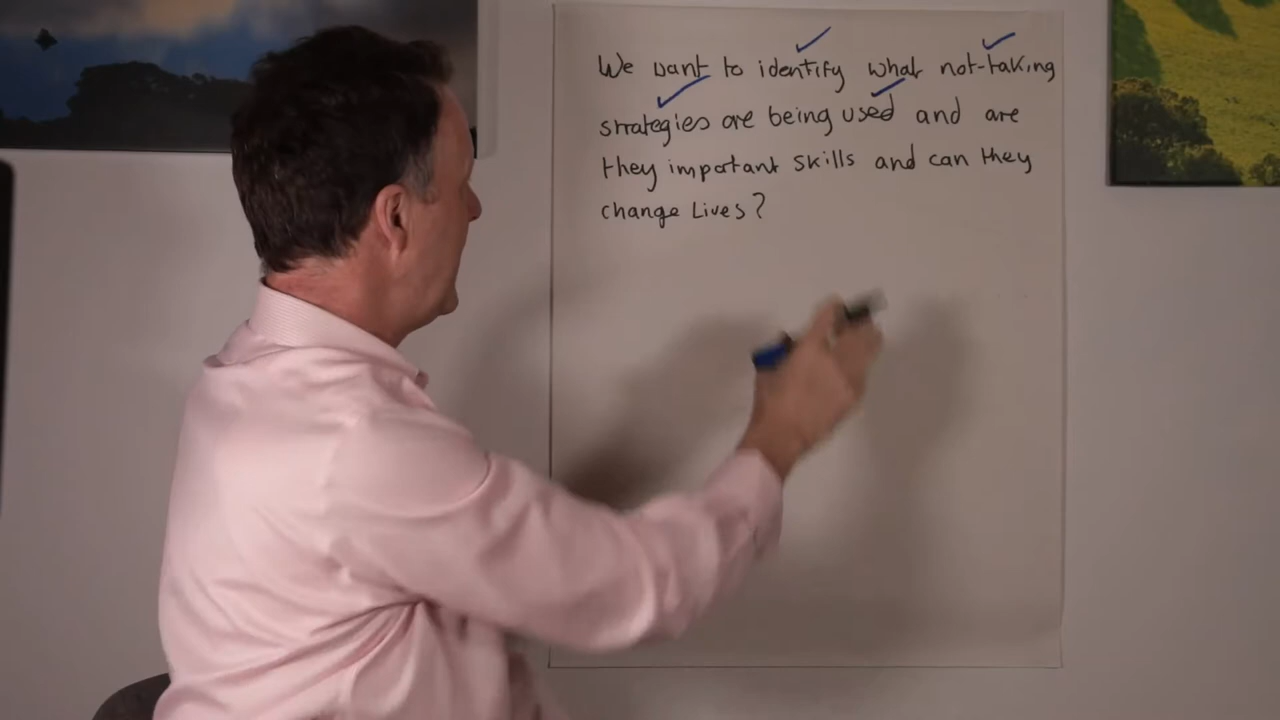 We want to identify what not-taking
strategies are being used and are
they important skills and can they
change Lives?